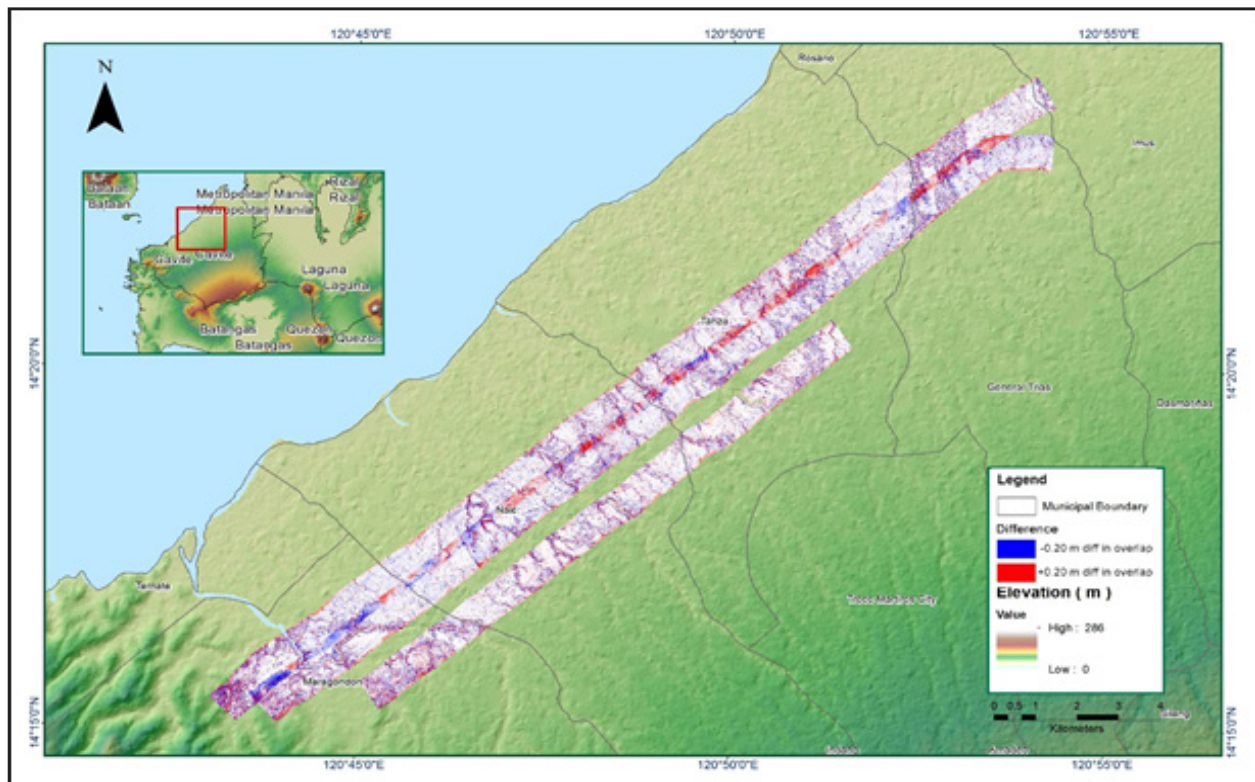 120°45'0"E
120°50'0"E
120°55'0"E
N
Rosario
Imus
Bataan
Bataan
Metropolitan Manila
Metropolitan Manila
Rizal
Rizal
Cavite
Cavite
Laguna
Laguna
Batangas
Batangas
Quezon
Quezon
Tanza
14°20'0"N
14°20'0"N
General Trias
Dasmariñas
Naic
Ternate
Trece Martires City
Maragondon
Legend
Municipal Boundary
Difference
-0.20 m diff in overlap
+0.20 m diff in overlap
Elevation ( m )
Value
High : 286
Low : 0
0 0.5 1 2 3 4
Kilometers
Silang
Indang
Amadeo
14°15'0"N
14°15'0"N
120°45'0"E
120°50'0"E
120°55'0"E